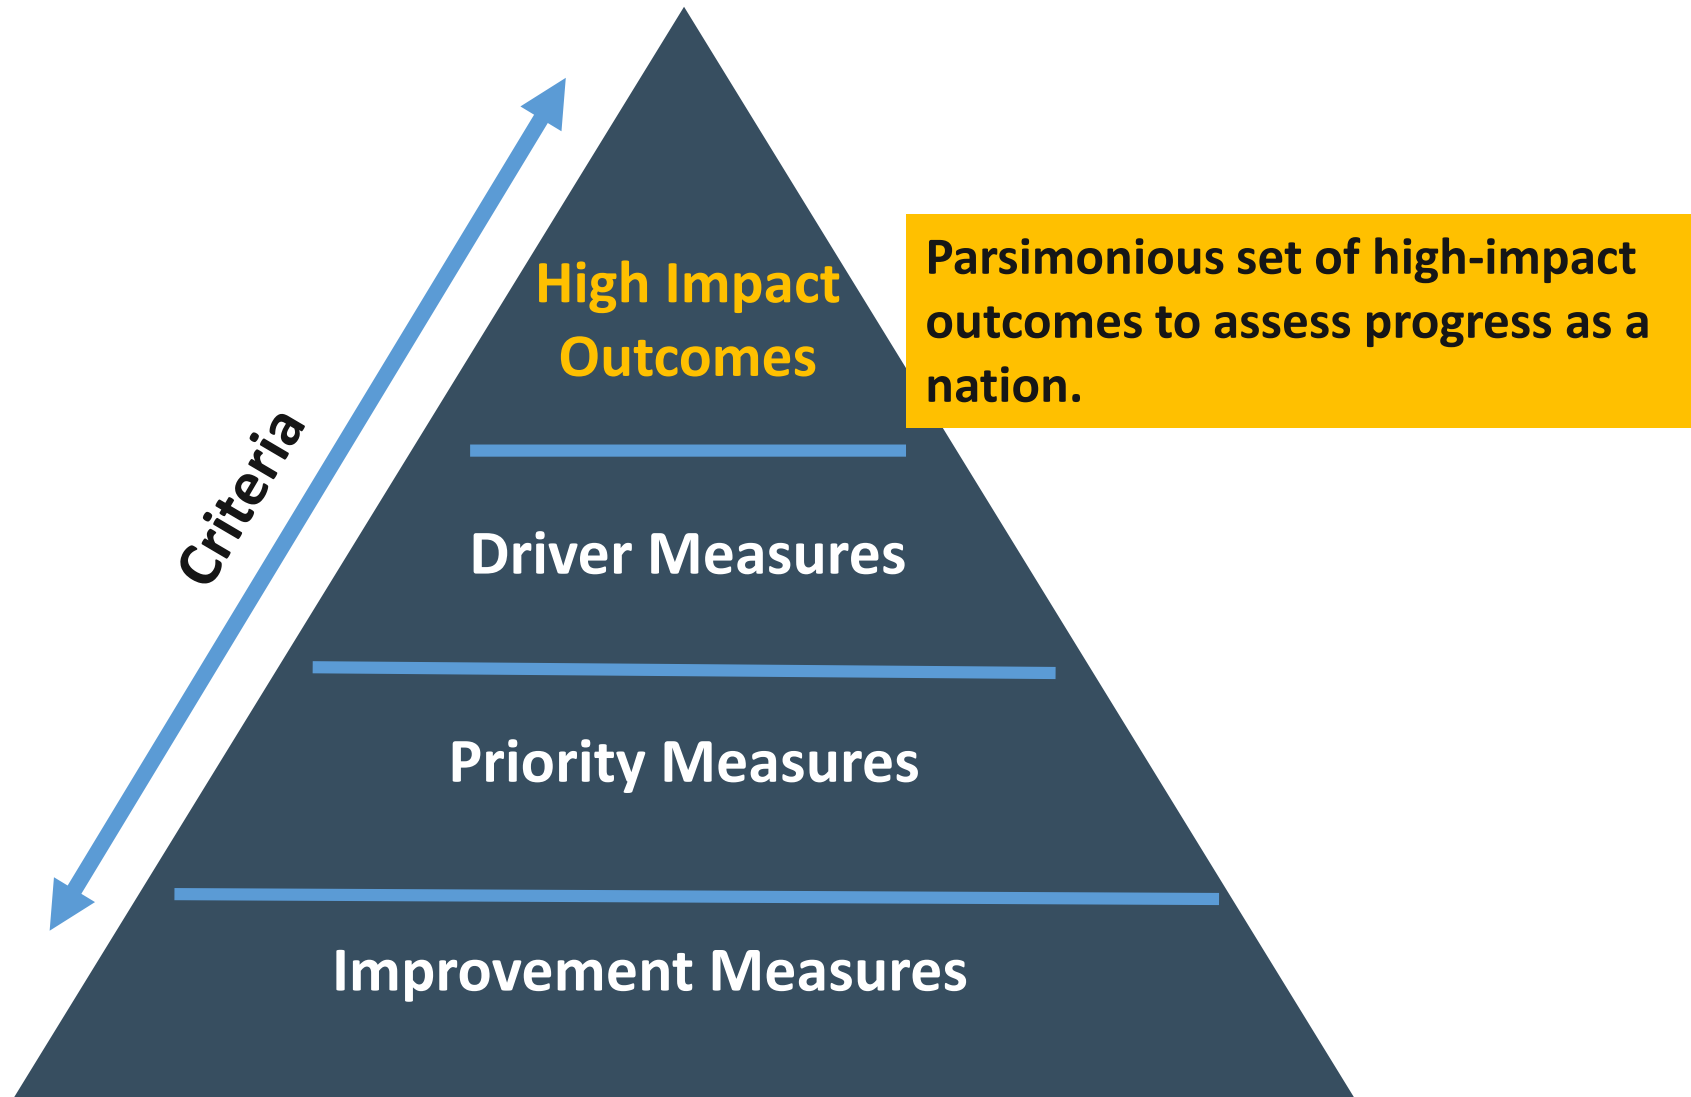 High Impact
Outcomes
Parsimonious set of high-impact
outcomes to assess progress as a
nation.
Criteria
Driver Measures
Priority Measures
Improvement Measures